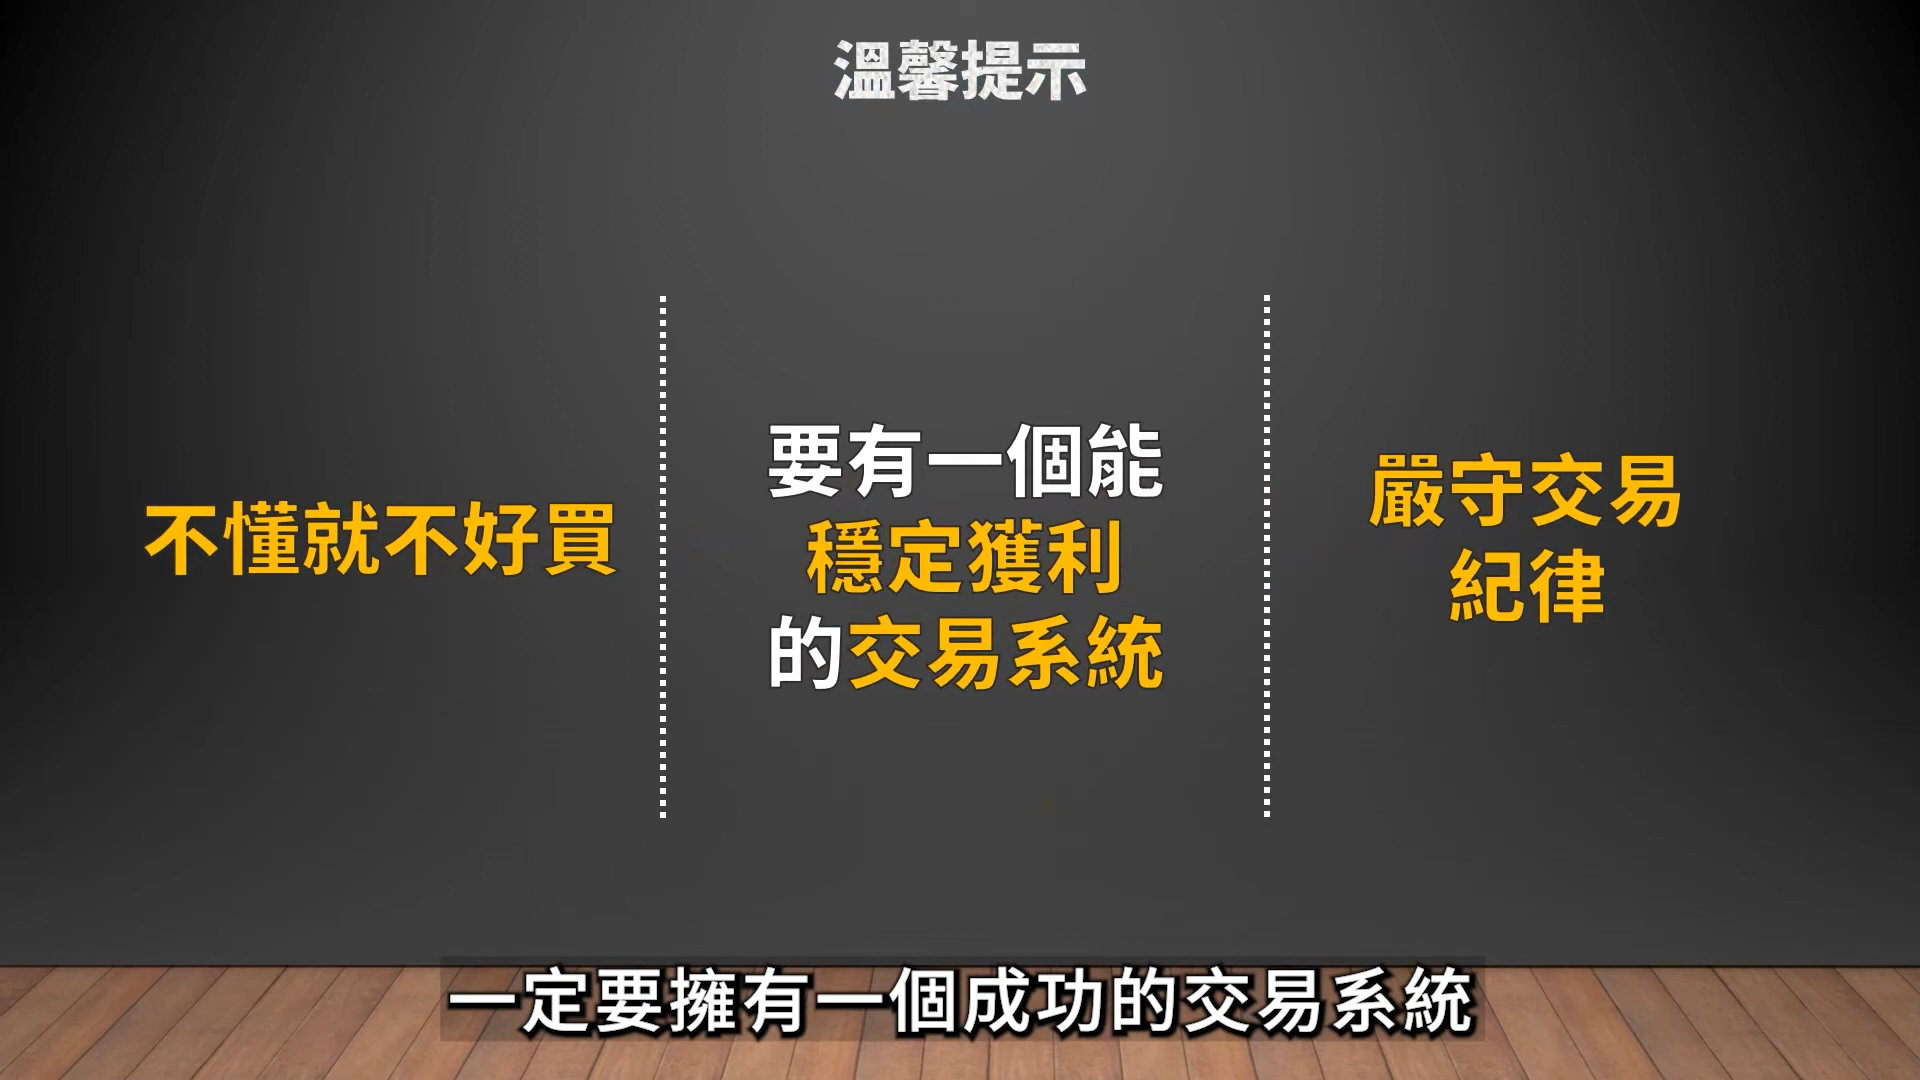 溫馨提示
不懂就不好買
要有一個能
穩定獲利
的交易系統
嚴守交易
紀律
一定要擁有一個成功的交易系統